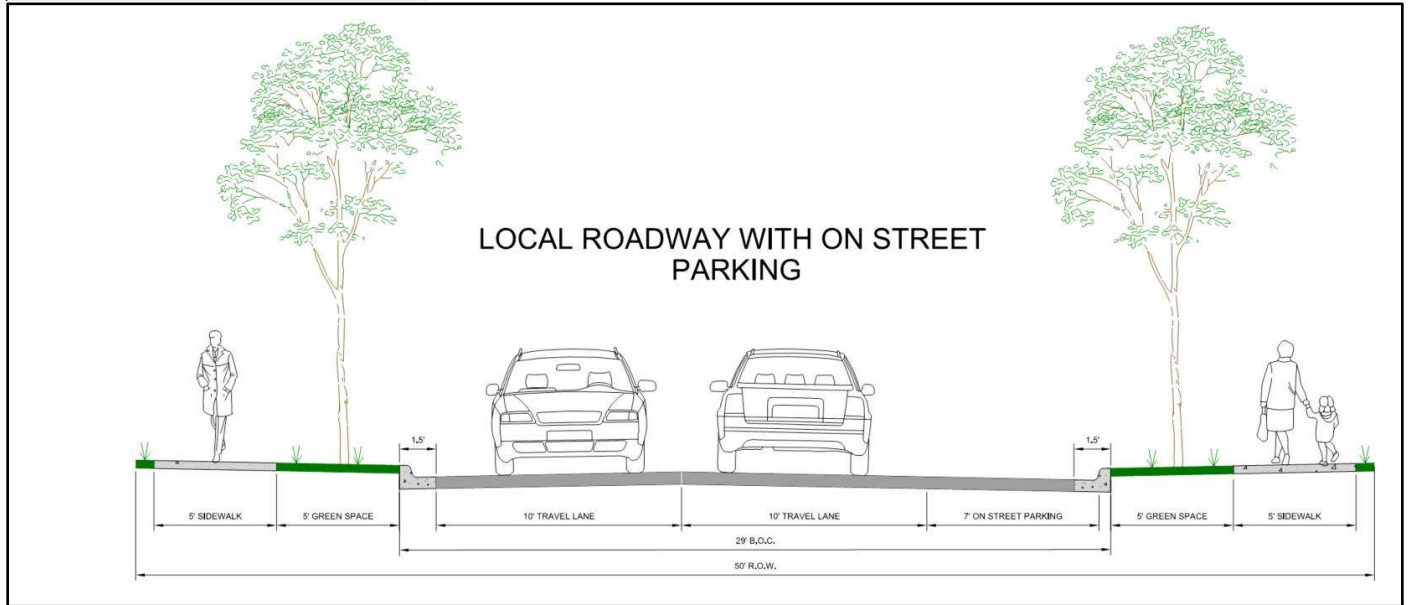 LOCAL ROADWAY WITH ON STREET
PARKING
1.5'
1.5'
5' SIDEWALK
5' GREEN SPACE
10' TRAVEL LANE
10' TRAVEL LANE
7' ON STREET PARKING
5' GREEN SPACE
5' SIDEWALK
29' B.O.C.
50' R.O.W.